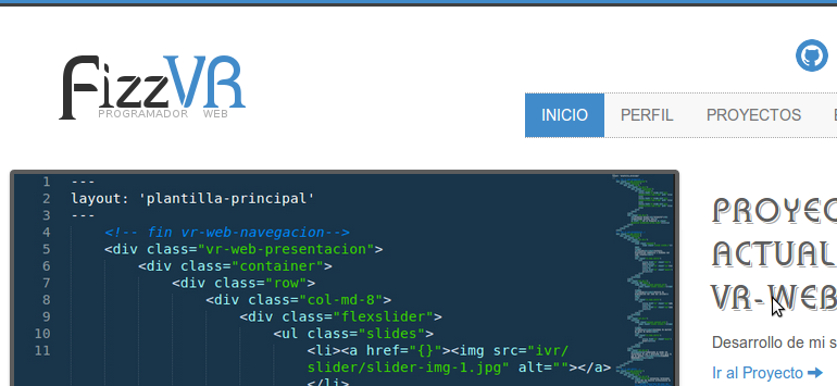 FizzVR
PROGRAMADOR WEB
INICIO PERFIL PROYECTOS
1 ---
2 layout: 'plantilla-principal'
3 ---
4 <!-- fin vr-web-navegacion-->
5 <div class="vr-web-presentacion">
6 <div class="container">
7 <div class="row">
8 <div class="col-md-8">
9 <div class="flexslider">
10 <ul class="slides">
11 <li><a href="{}"><img src="ivr/
slider/slider-img-1.jpg" alt=""></a>
</li>
PROYEC
ACTUAL
VR-WEB
Desarrollo de mi s
Ir al Proyecto